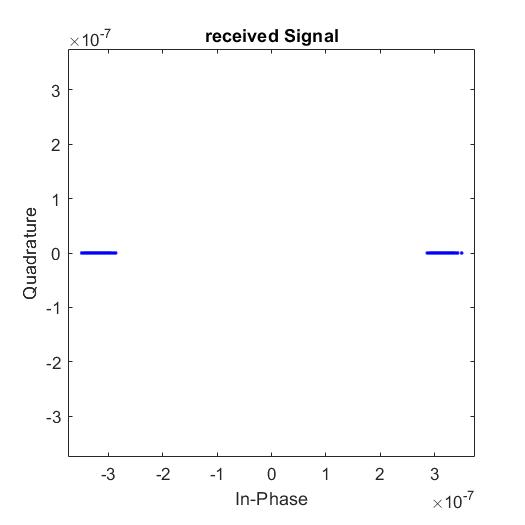 received Signal
×10⁻⁷
3
2
1
0
-1
-2
-3
Quadrature
-3 -2 -1 0 1 2 3
In-Phase
×10⁻⁷